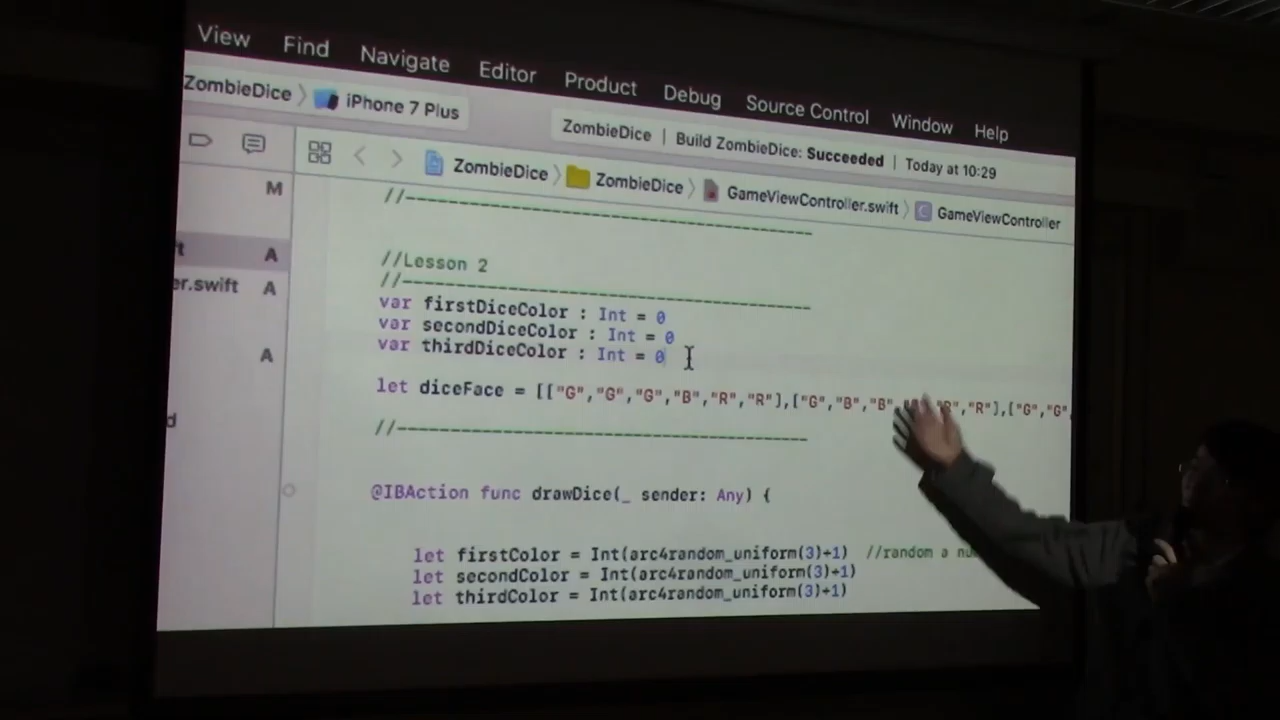 View Find Navigate Editor Product Debug Source Control Window Help
ZombieDice 〉 iPhone 7 Plus
ZombieDice | Build ZombieDice: Succeeded | Today at 10:29
ZombieDice 〉 ZombieDice 〉 GameViewController.swift 〉 C GameViewController
M
A
er.swift A
A
//------------------------------------------
//Lesson 2
//------------------------------------------
var firstDiceColor : Int = 0
var secondDiceColor : Int = 0
var thirdDiceColor : Int = 0
let diceFace = [["G","G","G","B","R","R"],["G","B","B", "R","R"],["G","G",
//------------------------------------------
@IBAction func drawDice(_ sender: Any) {
let firstColor = Int(arc4random_uniform(3)+1) //random a
let secondColor = Int(arc4random_uniform(3)+1)
let thirdColor = Int(arc4random_uniform(3)+1)